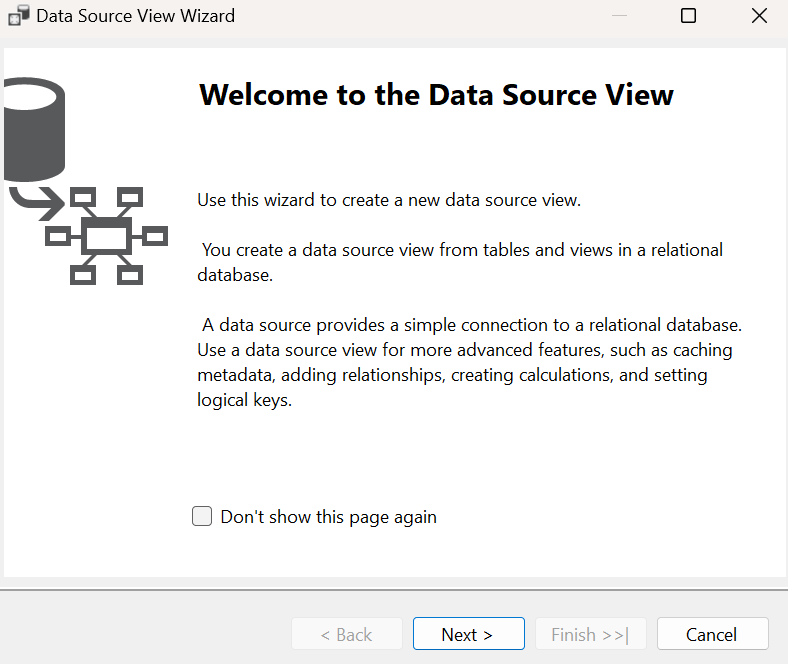 Data Source View Wizard
Welcome to the Data Source View
Use this wizard to create a new data source view.
You create a data source view from tables and views in a relational
database.
A data source provides a simple connection to a relational database.
Use a data source view for more advanced features, such as caching
metadata, adding relationships, creating calculations, and setting
logical keys.
Don't show this page again
< Back
Next >
Finish >>|
Cancel